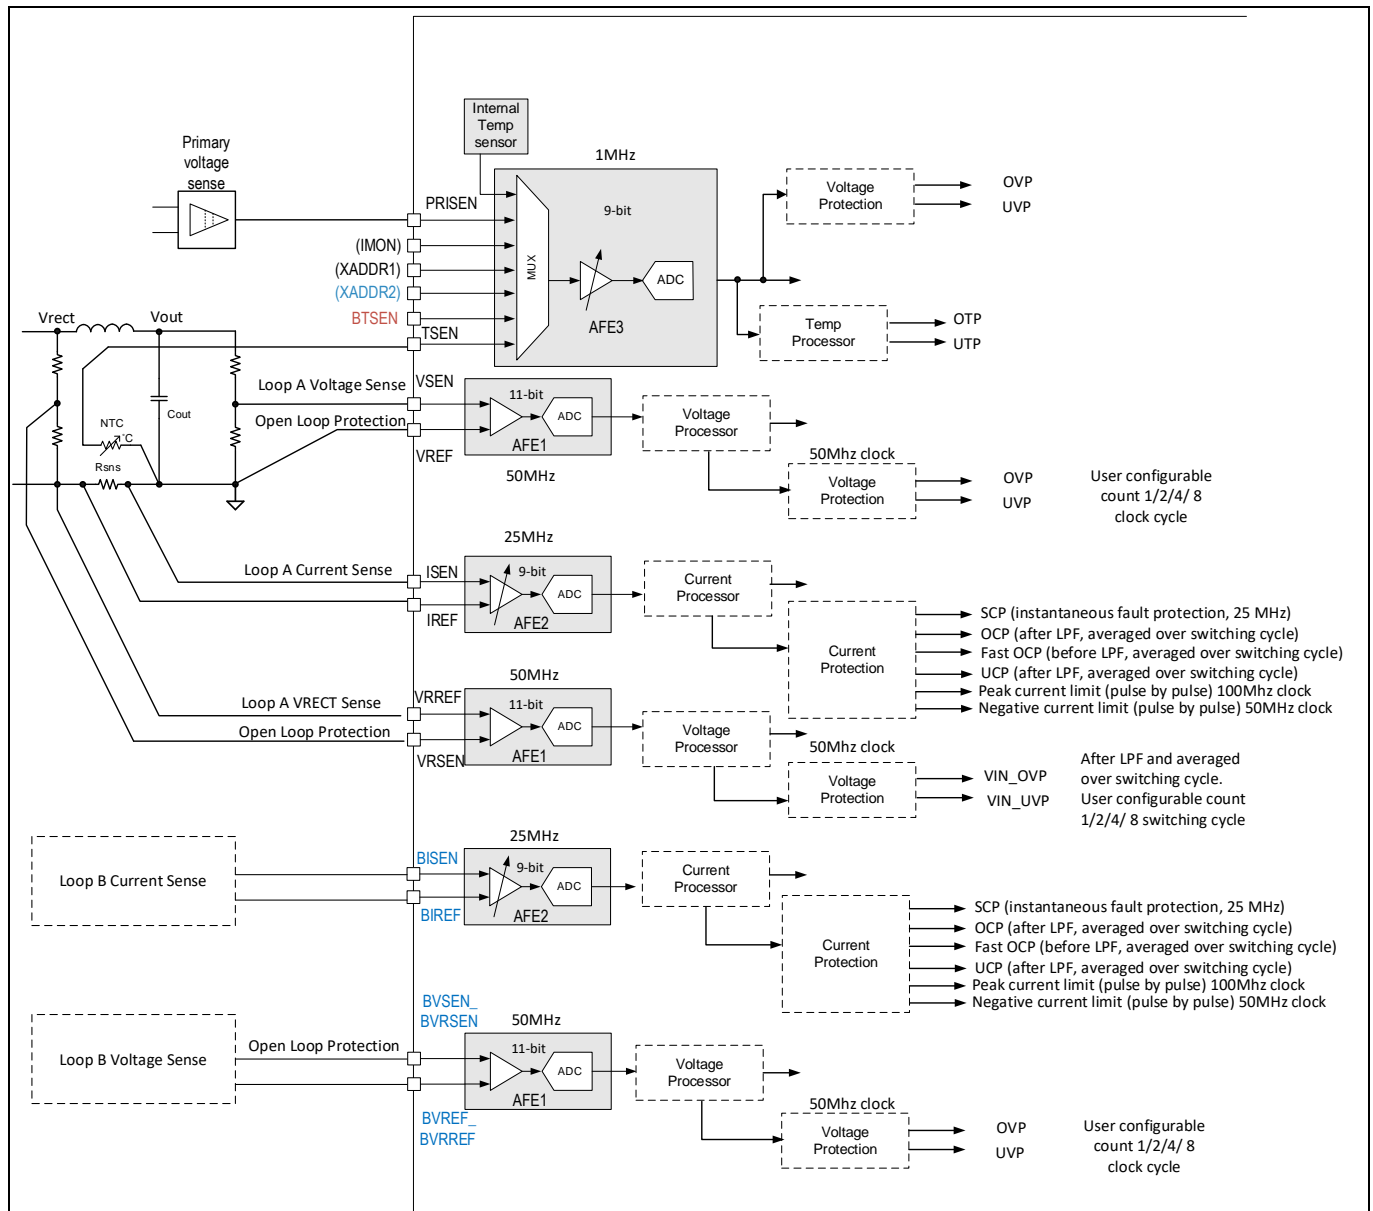 Internal
Temp
sensor
1MHz
Primary
voltage
sense
PRISEN
9-bit
Voltage
Protection
OVP
UVP
(IMON)
(XADDR1)
(XADDR2)
BTSEN
TSEN
MUX
ADC
AFE3
Temp
Processor
OTP
UTP
Vrect
Vout
Cout
NTC
°C
Rsns
Loop A Voltage Sense
VSEN
Open Loop Protection
VREF
11-bit
ADC
AFE1
50MHz
Voltage
Processor
50Mhz clock
Voltage
Protection
OVP
UVP
User configurable
count 1/2/4/ 8
clock cycle
25MHz
Loop A Current Sense
ISEN
IREF
9-bit
ADC
AFE2
Current
Processor
Current
Protection
SCP (instantaneous fault protection, 25 MHz)
OCP (after LPF, averaged over switching cycle)
Fast OCP (before LPF, averaged over switching cycle)
UCP (after LPF, averaged over switching cycle)
Peak current limit (pulse by pulse) 100Mhz clock
Negative current limit (pulse by pulse) 50MHz clock
50MHz
Loop A VRECT Sense
VRREF
Open Loop Protection
VRSEN
11-bit
ADC
AFE1
Voltage
Processor
50Mhz clock
Voltage
Protection
VIN_OVP
VIN_UVP
After LPF and averaged
over switching cycle.
User configurable count
1/2/4/ 8 switching cycle
25MHz
Loop B Current Sense
BISEN
BIREF
9-bit
ADC
AFE2
Current
Processor
Current
Protection
SCP (instantaneous fault protection, 25 MHz)
OCP (after LPF, averaged over switching cycle)
Fast OCP (before LPF, averaged over switching cycle)
UCP (after LPF, averaged over switching cycle)
Peak current limit (pulse by pulse) 100Mhz clock
Negative current limit (pulse by pulse) 50MHz clock
BVSEN_
BVRSEN
50MHz
Loop B Voltage Sense
Open Loop Protection
11-bit
ADC
AFE1
BVREF_
BVRREF
Voltage
Processor
50Mhz clock
Voltage
Protection
OVP
UVP
User configurable
count 1/2/4/ 8
clock cycle